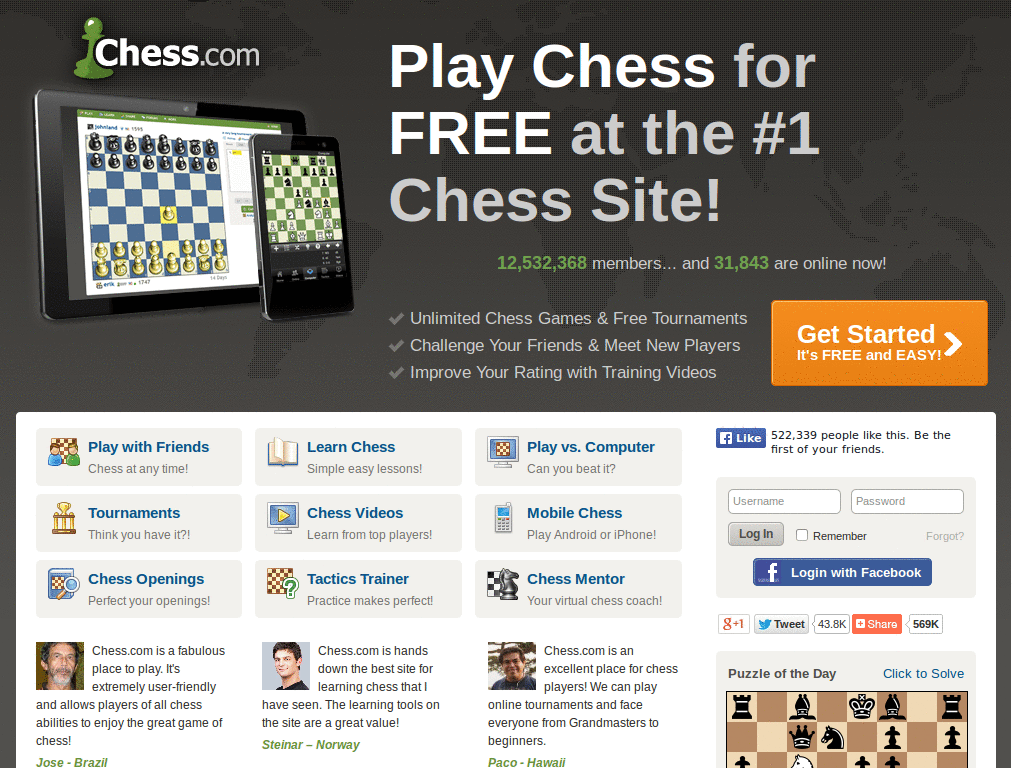 Chess.com
Play Chess for
FREE at the #1
Chess Site!
12,532,368 members... and 31,843 are online now!
Unlimited Chess Games & Free Tournaments
Challenge Your Friends & Meet New Players
Improve Your Rating with Training Videos
Get Started
It's FREE and EASY!
johnland
1595
14 Days
erik
1747
Play with Friends
Chess at any time!
Learn Chess
Simple easy lessons!
Play vs. Computer
Can you beat it?
Tournaments
Think you have it?!
Chess Videos
Learn from top players!
Mobile Chess
Play Android or iPhone!
Chess Openings
Perfect your openings!
Tactics Trainer
Practice makes perfect!
Chess Mentor
Your virtual chess coach!
Chess.com is a fabulous
place to play. It's
extremely user-friendly
and allows players of all chess
abilities to enjoy the great game of
chess!
Jose - Brazil
Chess.com is hands
down the best site for
learning chess that I
have seen. The learning tools on
the site are a great value!
Steinar – Norway
Chess.com is an
excellent place for chess
players! We can play
online tournaments and face
everyone from Grandmasters to
beginners.
Paco - Hawaii
Like
522,339 people like this. Be the
first of your friends.
Username
Password
Log In
Remember
Forgot?
Login with Facebook
g+1
Tweet
43.8K
Share
569K
Puzzle of the Day
Click to Solve